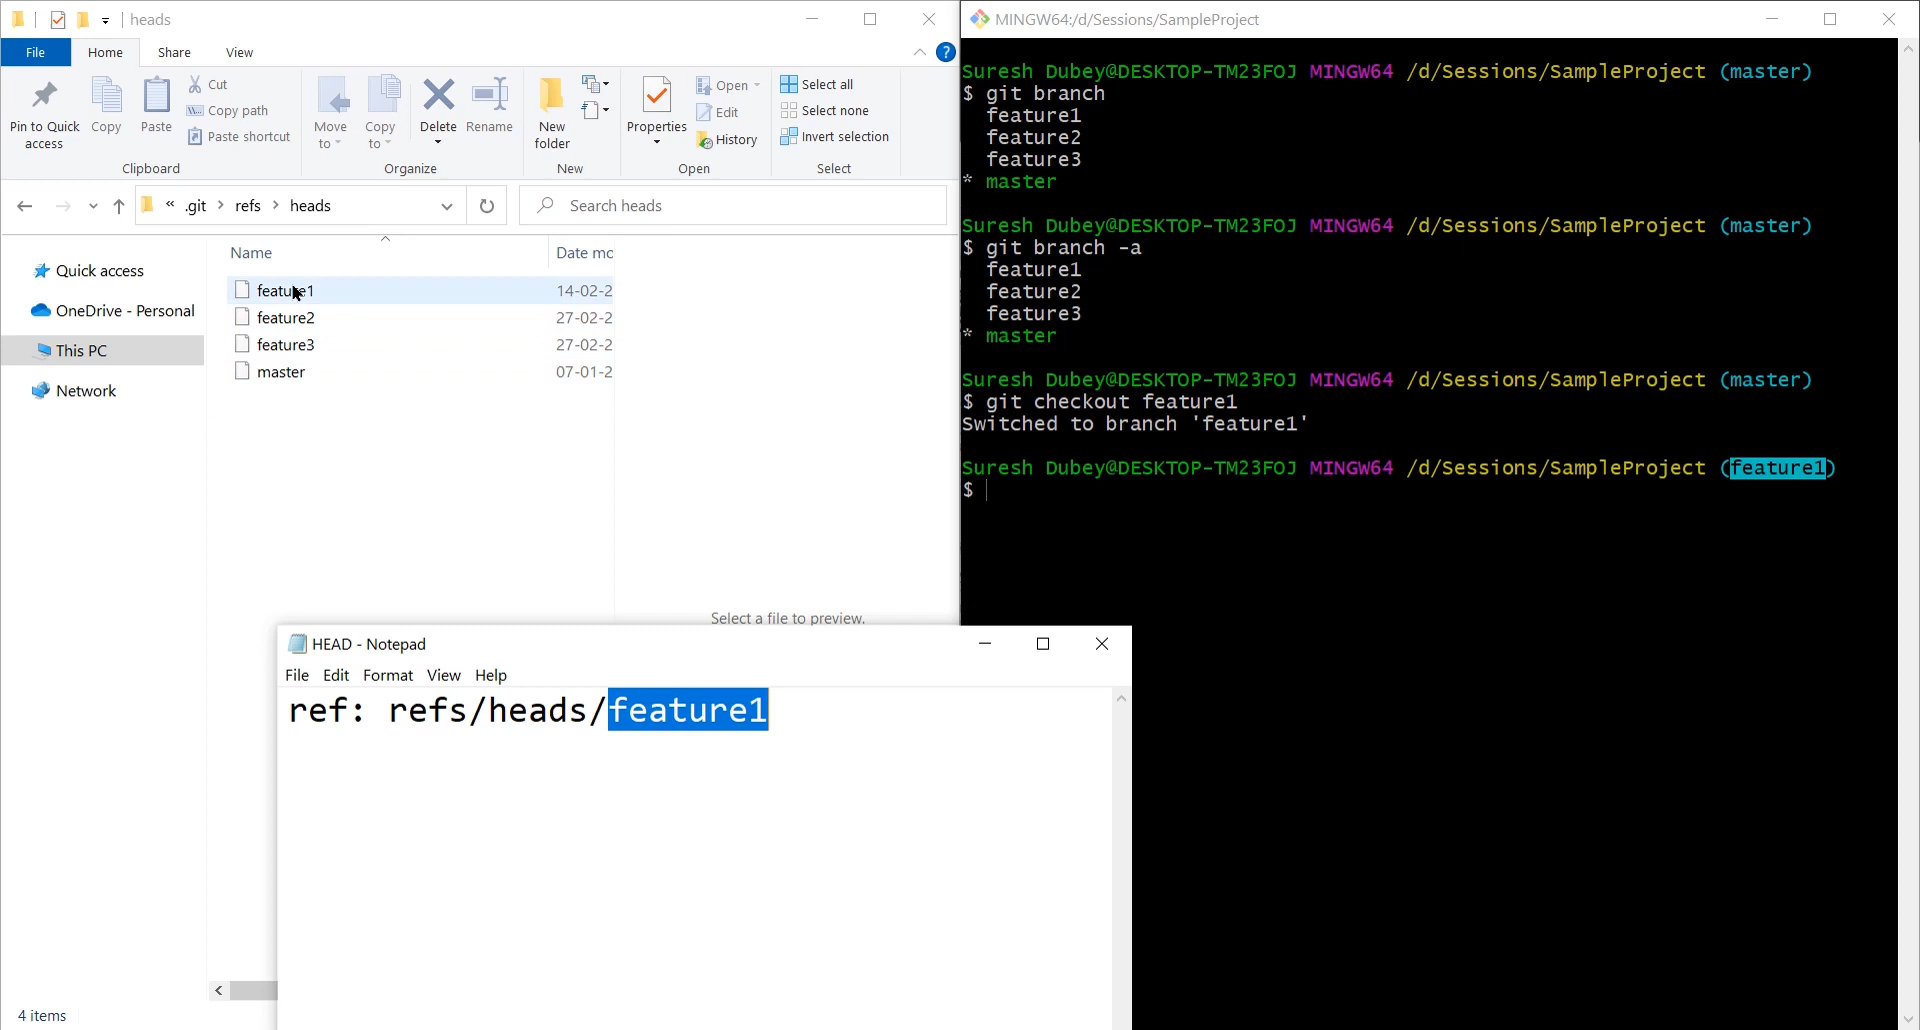 heads
File Home Share View
Pin to Quick access
Copy
Paste
Cut
Copy path
Paste shortcut
Clipboard
Move to
Copy to
Delete
Rename
Organize
New folder
New
Properties
Open
Edit
History
Open
Select all
Select none
Invert selection
Select
« .git > refs > heads
Search heads
Quick access
OneDrive - Personal
This PC
Network
Name Date mo
feature1 14-02-2
feature2 27-02-2
feature3 27-02-2
master 07-01-2
Select a file to preview.
4 items
MINGW64:/d/Sessions/SampleProject
Suresh Dubey@DESKTOP-TM23FOJ MINGW64 /d/Sessions/SampleProject (master)
$ git branch
feature1
feature2
feature3
* master
Suresh Dubey@DESKTOP-TM23FOJ MINGW64 /d/Sessions/SampleProject (master)
$ git branch -a
feature1
feature2
feature3
* master
Suresh Dubey@DESKTOP-TM23FOJ MINGW64 /d/Sessions/SampleProject (master)
$ git checkout feature1
Switched to branch 'feature1'
Suresh Dubey@DESKTOP-TM23FOJ MINGW64 /d/Sessions/SampleProject (feature1)
$
HEAD - Notepad
File Edit Format View Help
ref: refs/heads/feature1